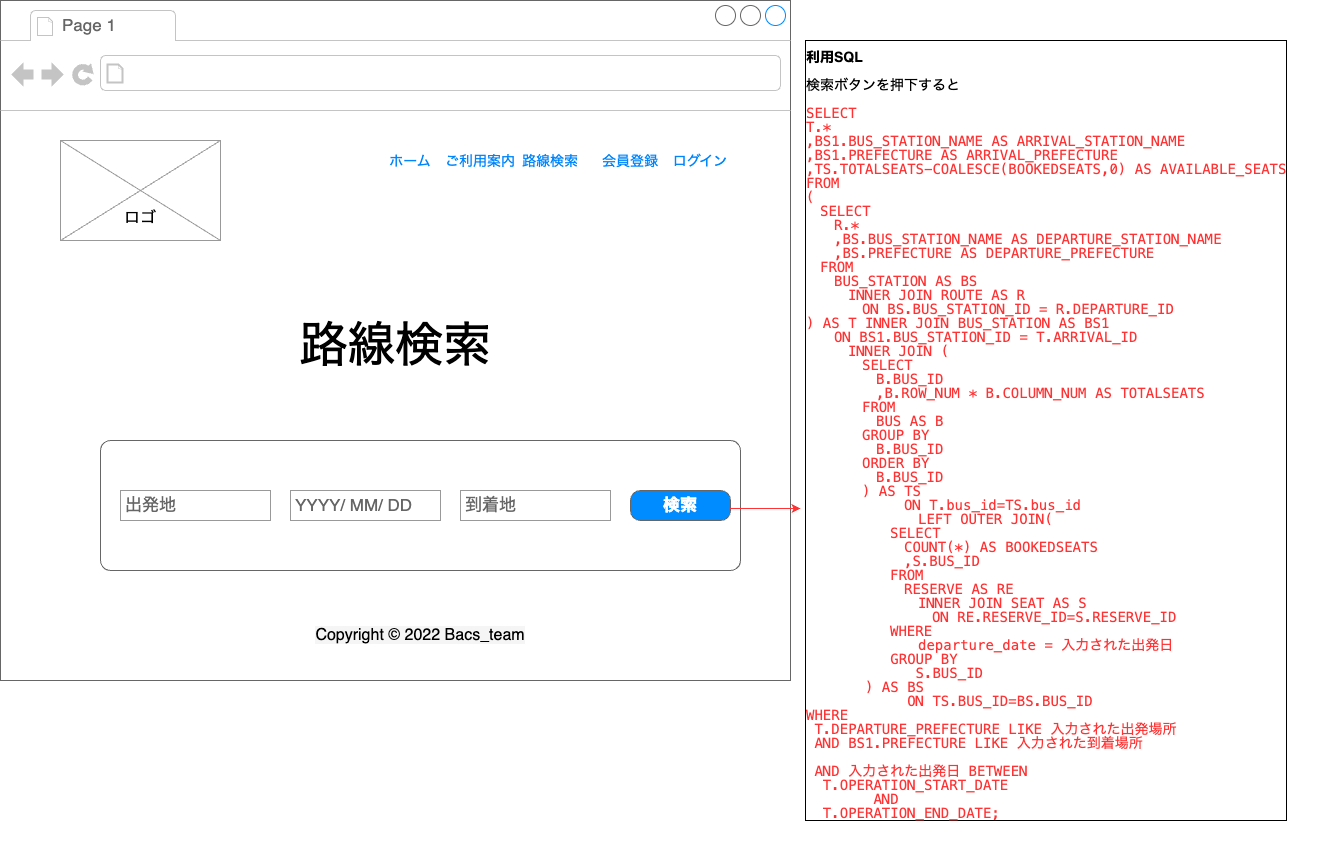 Page 1
ホーム ご利用案内 路線検索 会員登録 ログイン
ロゴ
路線検索
出発地 YYYY/ MM/ DD 到着地 検索
Copyright © 2022 Bacs_team
利用SQL
検索ボタンを押下すると
SELECT
T.*
,BS1.BUS_STATION_NAME AS ARRIVAL_STATION_NAME
,BS1.PREFECTURE AS ARRIVAL_PREFECTURE
,TS.TOTALSEATS-COALESCE(BOOKEDSEATS,0) AS AVAILABLE_SEATS
FROM
(
SELECT
R.*
,BS.BUS_STATION_NAME AS DEPARTURE_STATION_NAME
,BS.PREFECTURE AS DEPARTURE_PREFECTURE
FROM
BUS_STATION AS BS
INNER JOIN ROUTE AS R
ON BS.BUS_STATION_ID = R.DEPARTURE_ID
) AS T INNER JOIN BUS_STATION AS BS1
ON BS1.BUS_STATION_ID = T.ARRIVAL_ID
INNER JOIN (
SELECT
B.BUS_ID
,B.ROW_NUM * B.COLUMN_NUM AS TOTALSEATS
FROM
BUS AS B
GROUP BY
B.BUS_ID
ORDER BY
B.BUS_ID
) AS TS
ON T.bus_id=TS.bus_id
LEFT OUTER JOIN(
SELECT
COUNT(*) AS BOOKEDSEATS
,S.BUS_ID
FROM
RESERVE AS RE
INNER JOIN SEAT AS S
ON RE.RESERVE_ID=S.RESERVE_ID
WHERE
departure_date = 入力された出発日
GROUP BY
S.BUS_ID
) AS BS
ON TS.BUS_ID=BS.BUS_ID
WHERE
T.DEPARTURE_PREFECTURE LIKE 入力された出発場所
AND BS1.PREFECTURE LIKE 入力された到着場所
AND 入力された出発日 BETWEEN
T.OPERATION_START_DATE
AND
T.OPERATION_END_DATE;